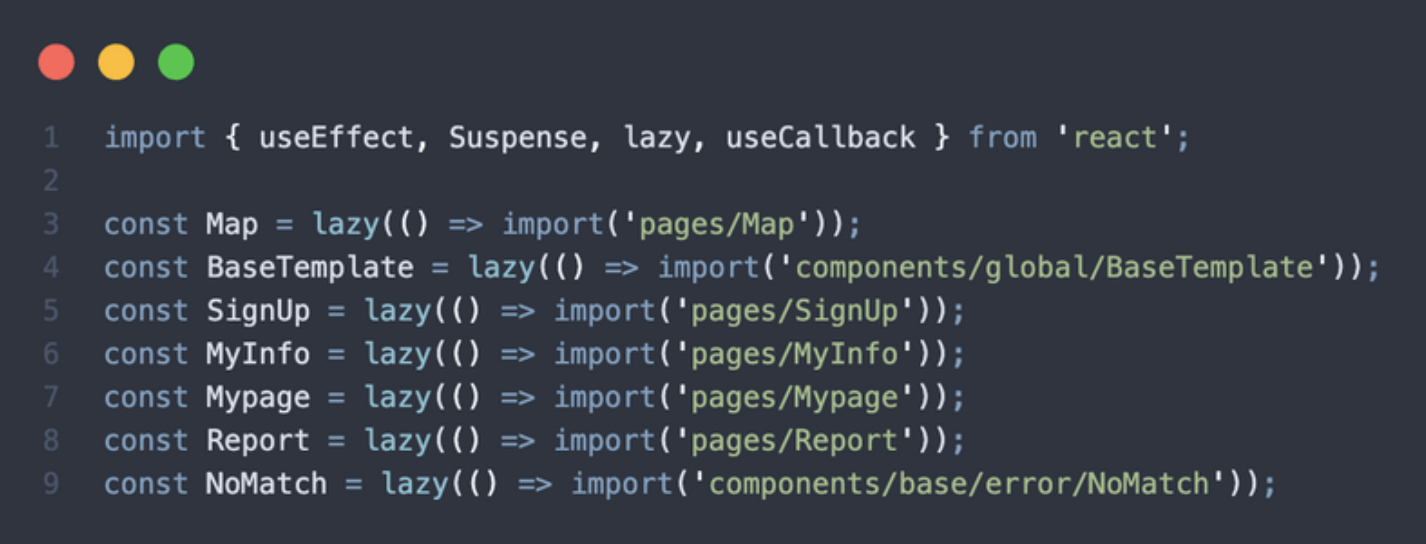 1 import { useEffect, Suspense, lazy, useCallback } from 'react';
2
3 const Map = lazy(() => import('pages/Map'));
4 const BaseTemplate = lazy(() => import('components/global/BaseTemplate'));
5 const SignUp = lazy(() => import('pages/SignUp'));
6 const MyInfo = lazy(() => import('pages/MyInfo'));
7 const Mypage = lazy(() => import('pages/Mypage'));
8 const Report = lazy(() => import('pages/Report'));
9 const NoMatch = lazy(() => import('components/base/error/NoMatch'));